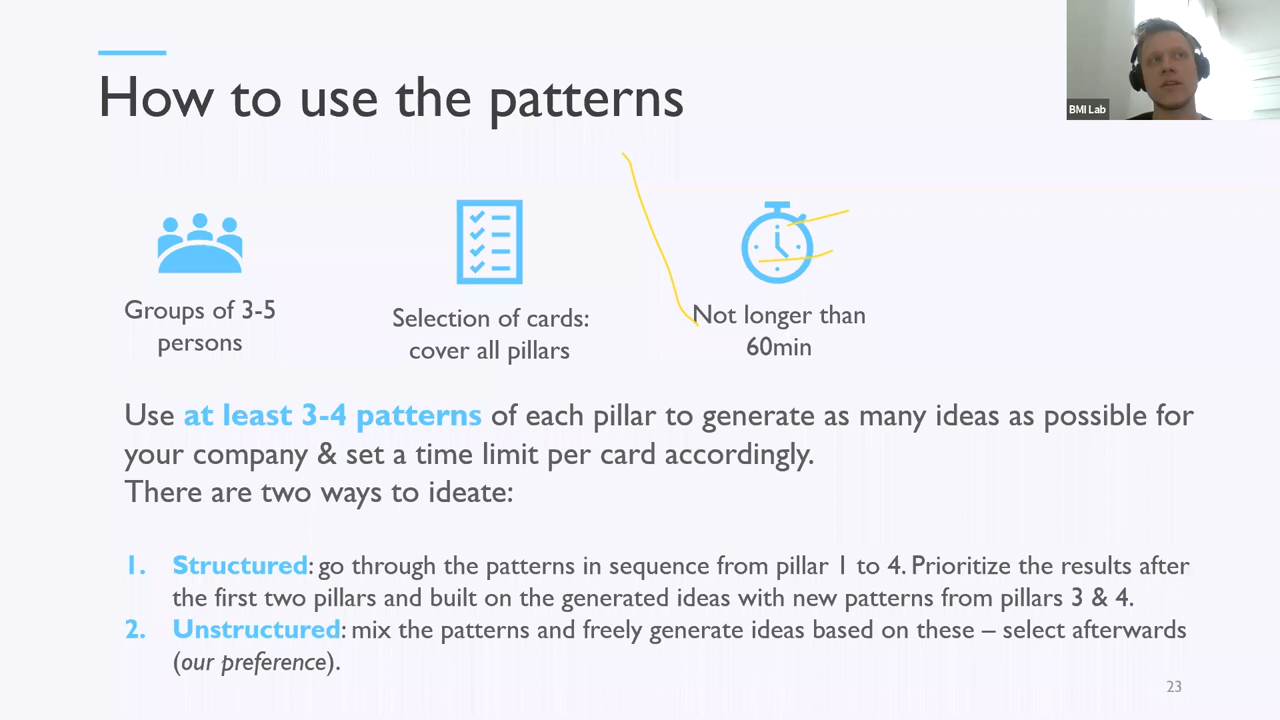 How to use the patterns
BMI Lab
Groups of 3-5
persons
Selection of cards:
cover all pillars
Not longer than
60min
Use at least 3-4 patterns of each pillar to generate as many ideas as possible for
your company & set a time limit per card accordingly.
There are two ways to ideate:
1. Structured: go through the patterns in sequence from pillar 1 to 4. Prioritize the results after
the first two pillars and built on the generated ideas with new patterns from pillars 3 & 4.
2. Unstructured: mix the patterns and freely generate ideas based on these – select afterwards
(our preference).
23